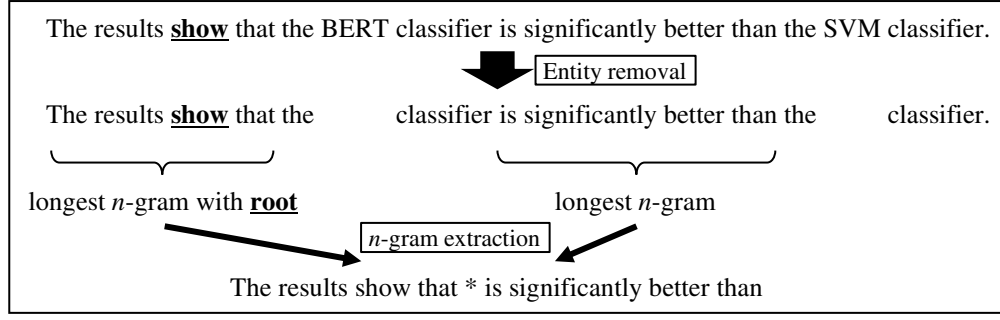 The results show that the BERT classifier is significantly better than the SVM classifier.
Entity removal
The results show that the classifier is significantly better than the classifier.
longest n-gram with root
longest n-gram
n-gram extraction
The results show that * is significantly better than